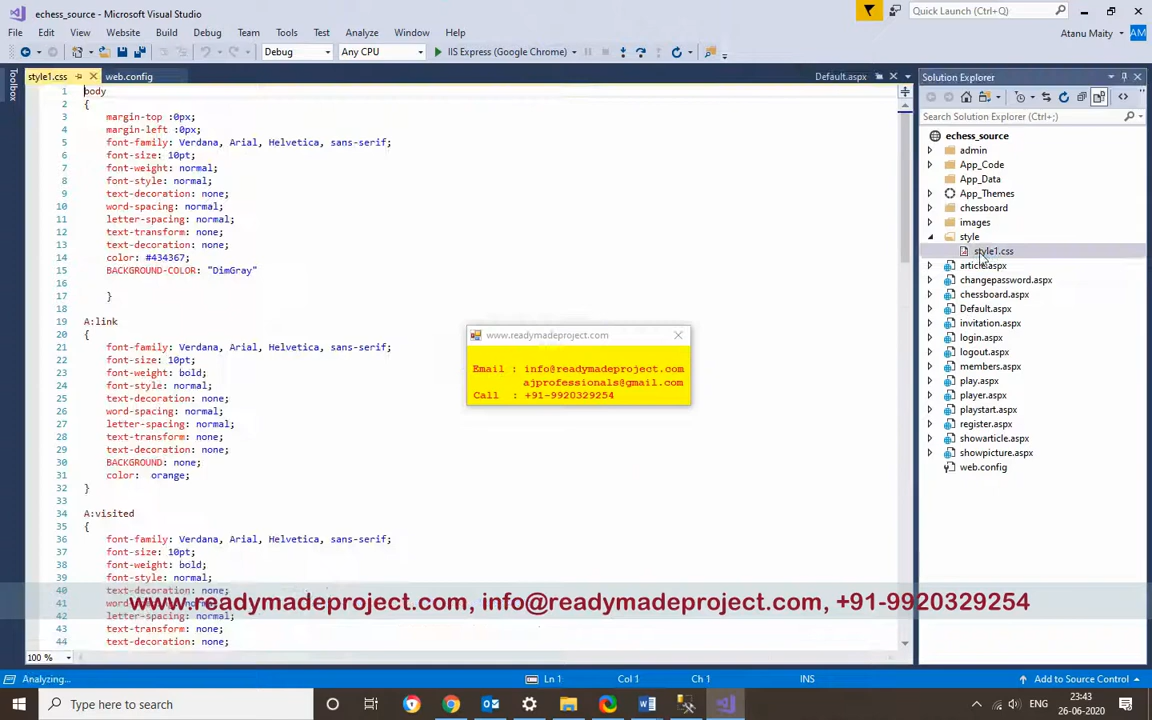 echess_source - Microsoft Visual Studio
Quick Launch (Ctrl+Q)
File Edit View Website Build Debug Team Tools Test Analyze Window Help
Atanu Maity AM
Debug Any CPU IIS Express (Google Chrome)
Toolbox
style1.css web.config Default.aspx
1 body
2 {
3 margin-top :0px;
4 margin-left :0px;
5 font-family: Verdana, Arial, Helvetica, sans-serif;
6 font-size: 10pt;
7 font-weight: normal;
8 font-style: normal;
9 text-decoration: none;
10 word-spacing: normal;
11 letter-spacing: normal;
12 text-transform: none;
13 text-decoration: none;
14 color: #434367;
15 BACKGROUND-COLOR: "DimGray"
16
17 }
18
19 A:link
20 {
21 font-family: Verdana, Arial, Helvetica, sans-serif;
22 font-size: 10pt;
23 font-weight: bold;
24 font-style: normal;
25 text-decoration: none;
26 word-spacing: normal;
27 letter-spacing: normal;
28 text-transform: none;
29 text-decoration: none;
30 BACKGROUND: none;
31 color: orange;
32 }
33
34 A:visited
35 {
36 font-family: Verdana, Arial, Helvetica, sans-serif;
37 font-size: 10pt;
38 font-weight: bold;
39 font-style: normal;
40 text-decoration: none;
41
42 letter-spacing: normal;
43 text-transform: none;
44 text-decoration: none;
www.readymadeproject.com
Email : info@readymadeproject.com
ajprofessionals@gmail.com
Call : +91-9920329254
www.readymadeproject.com, info@readymadeproject.com, +91-9920329254
Solution Explorer
Search Solution Explorer (Ctrl+;)
echess_source
admin
App_Code
App_Data
App_Themes
chessboard
images
style
style1.css
article.aspx
changepassword.aspx
chessboard.aspx
Default.aspx
invitation.aspx
login.aspx
logout.aspx
members.aspx
play.aspx
player.aspx
playstart.aspx
register.aspx
showarticle.aspx
showpicture.aspx
web.config
100 %
Analyzing... Ln 1 Col 1 Ch 1 INS Add to Source Control
Type here to search
23:43
26-06-2020